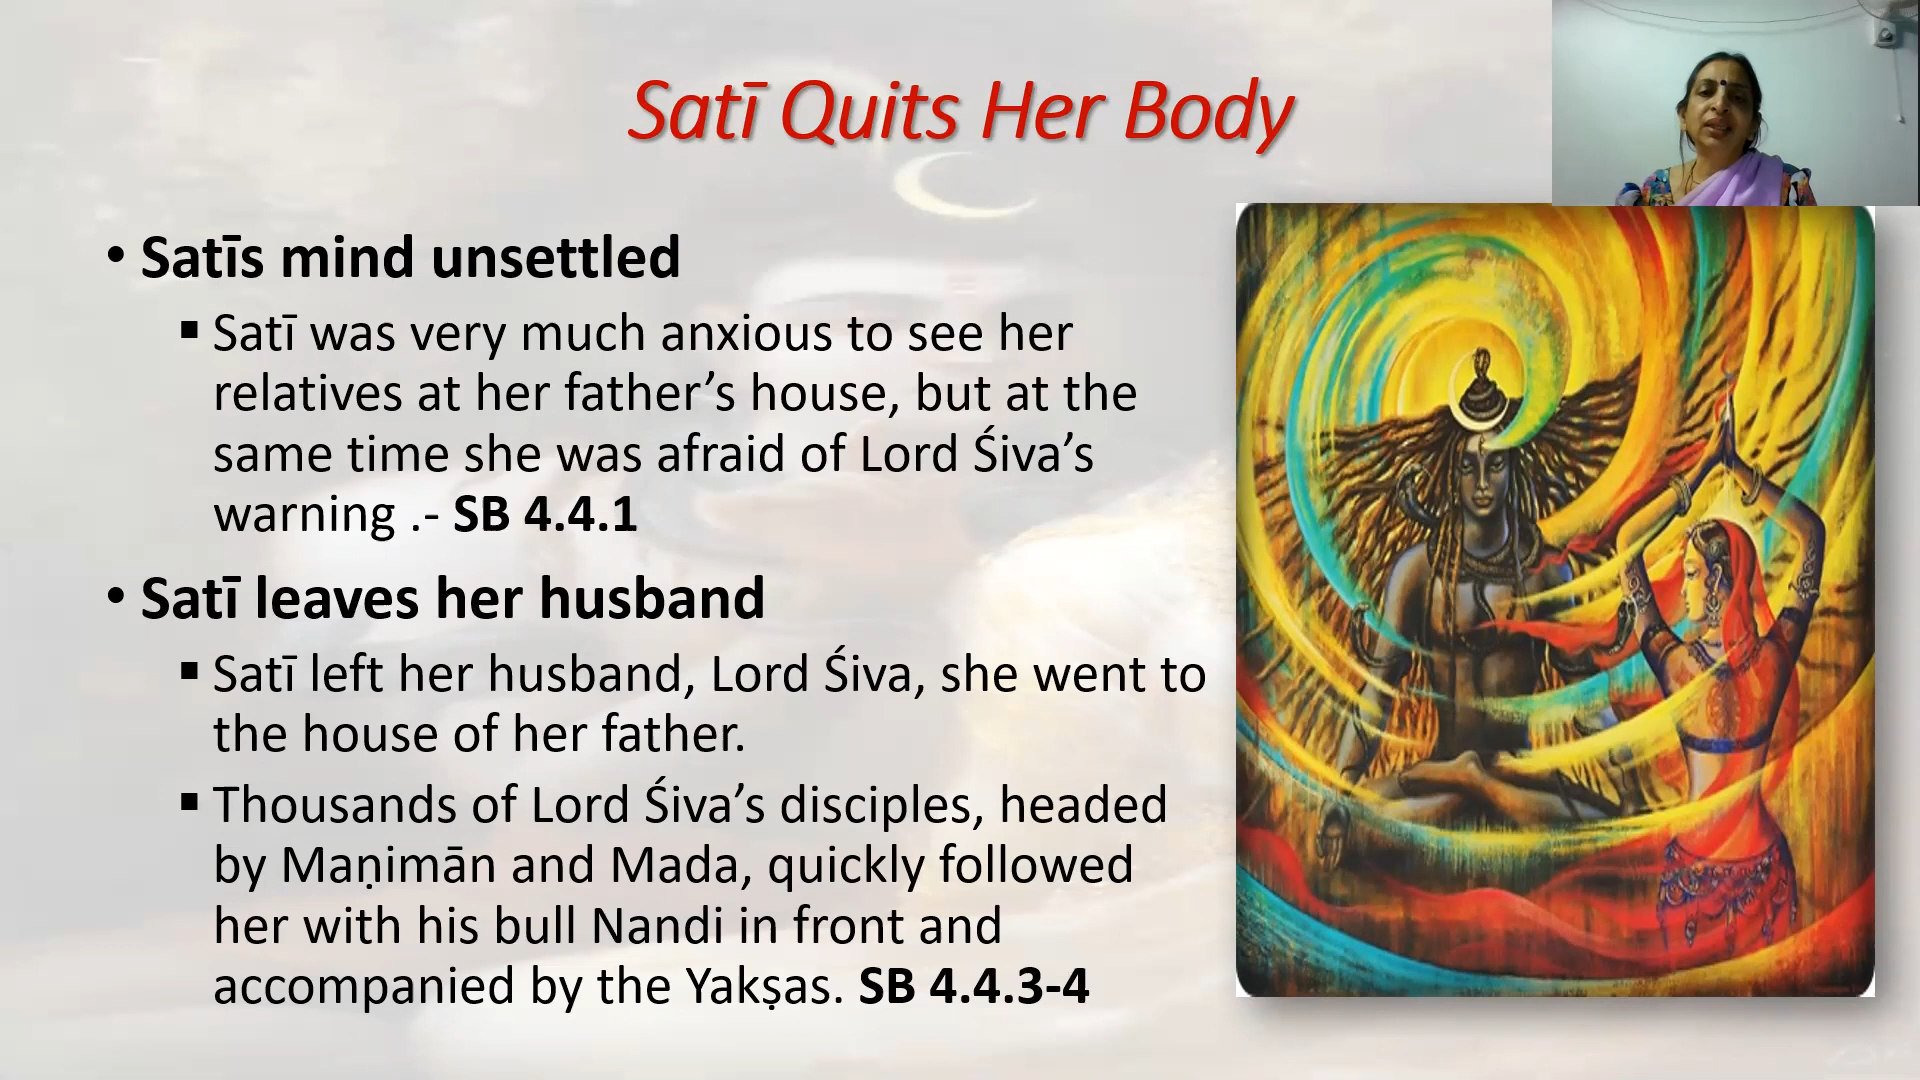 Satī Quits Her Body
• Satīs mind unsettled
▪ Satī was very much anxious to see her
relatives at her father’s house, but at the
same time she was afraid of Lord Śiva’s
warning .- SB 4.4.1
• Satī leaves her husband
▪ Satī left her husband, Lord Śiva, she went to
the house of her father.
▪ Thousands of Lord Śiva’s disciples, headed
by Maṇimān and Mada, quickly followed
her with his bull Nandi in front and
accompanied by the Yakṣas. SB 4.4.3-4